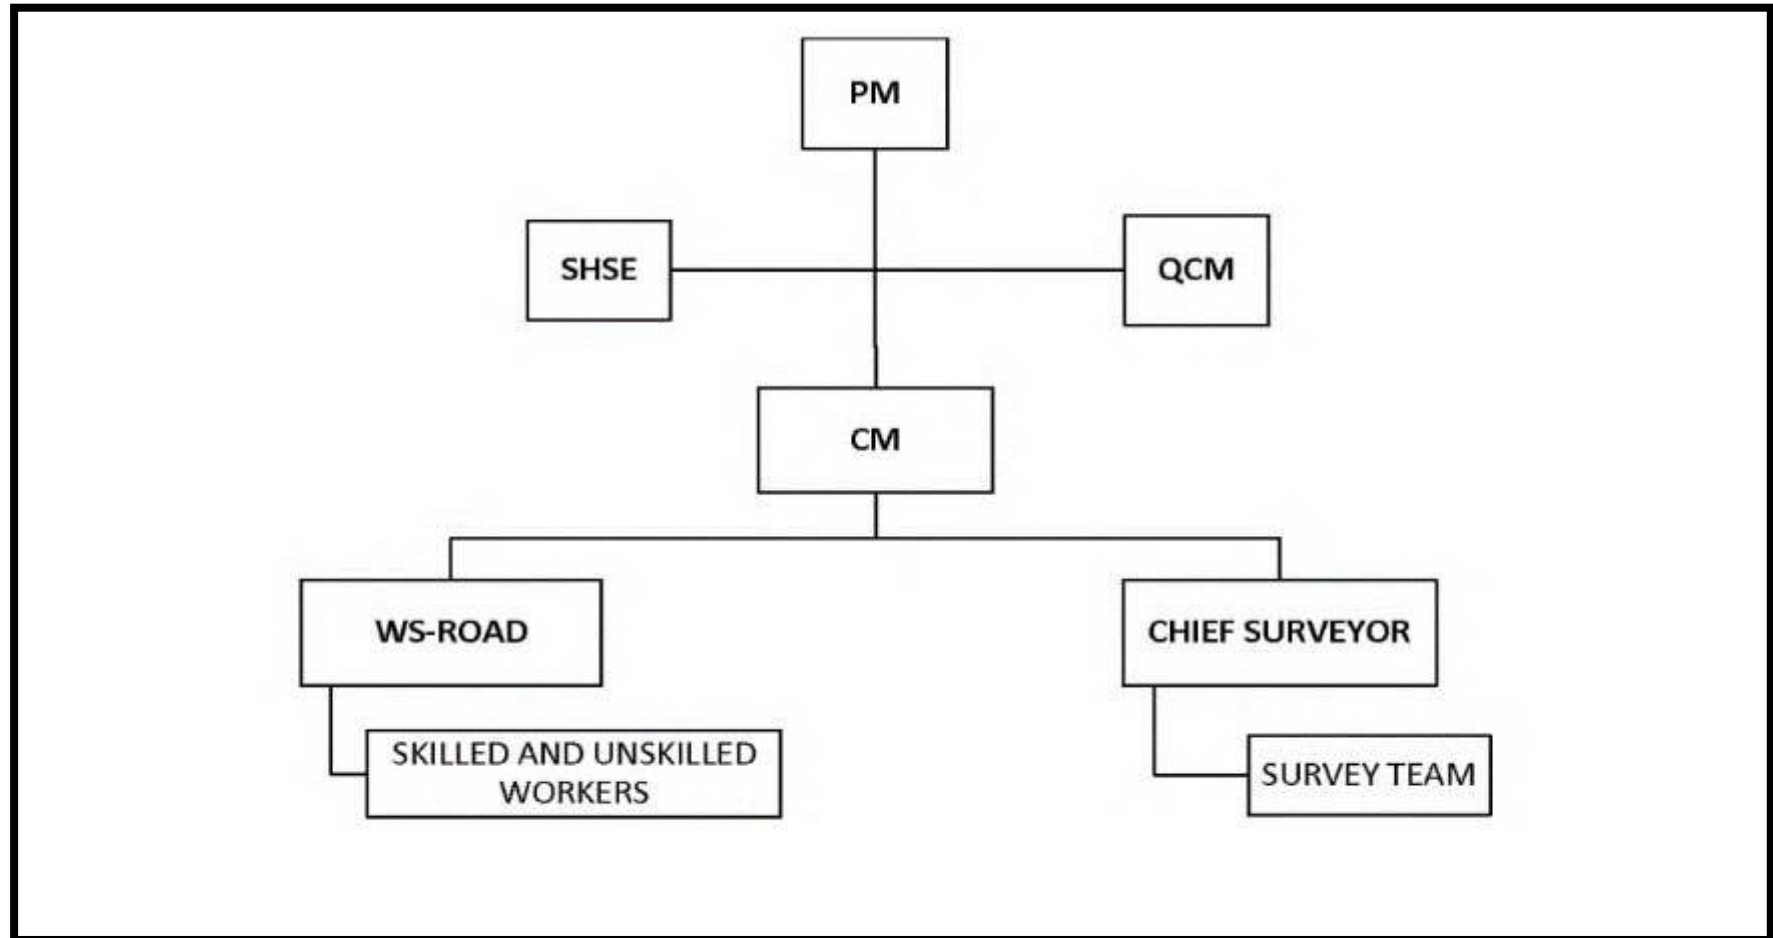 PM
SHSE
QCM
CM
WS-ROAD
CHIEF SURVEYOR
SKILLED AND UNSKILLED
WORKERS
SURVEY TEAM